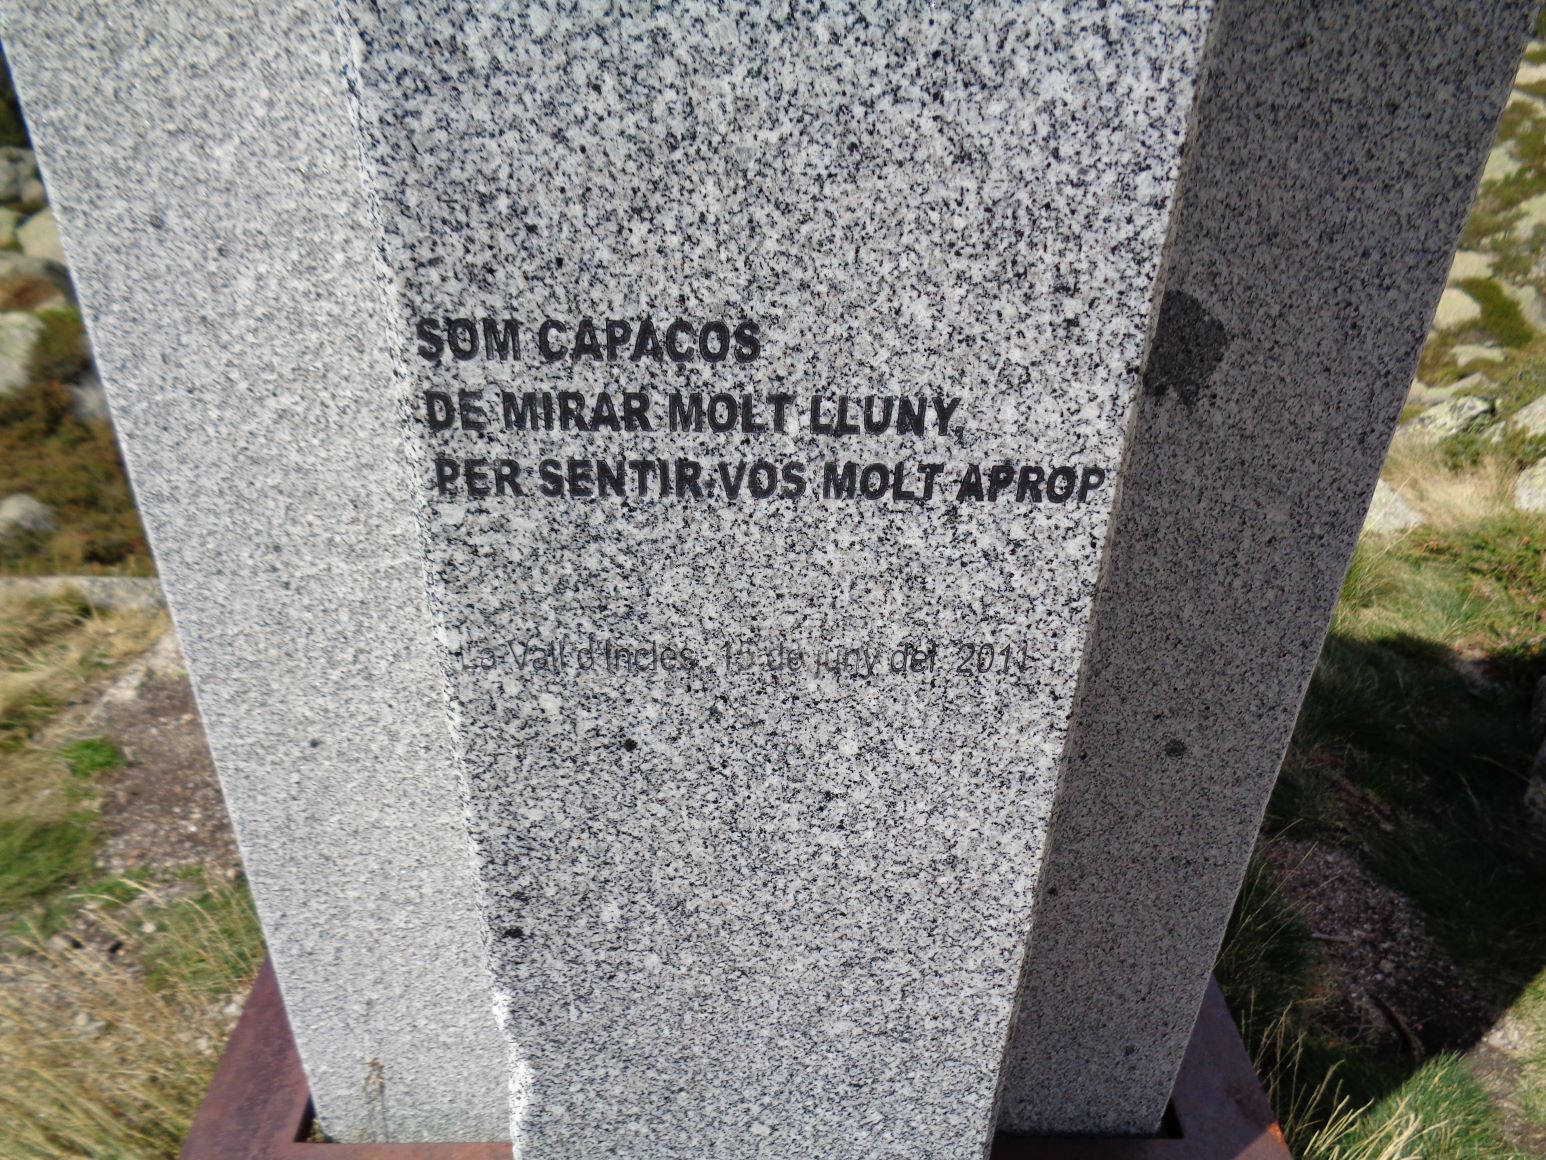 SOM CAPAÇOS
DE MIRAR MOLT LLUNY,
PER SENTIR-VOS MOLT APROP
La Vall d'Incles, 15 de juny del 2011